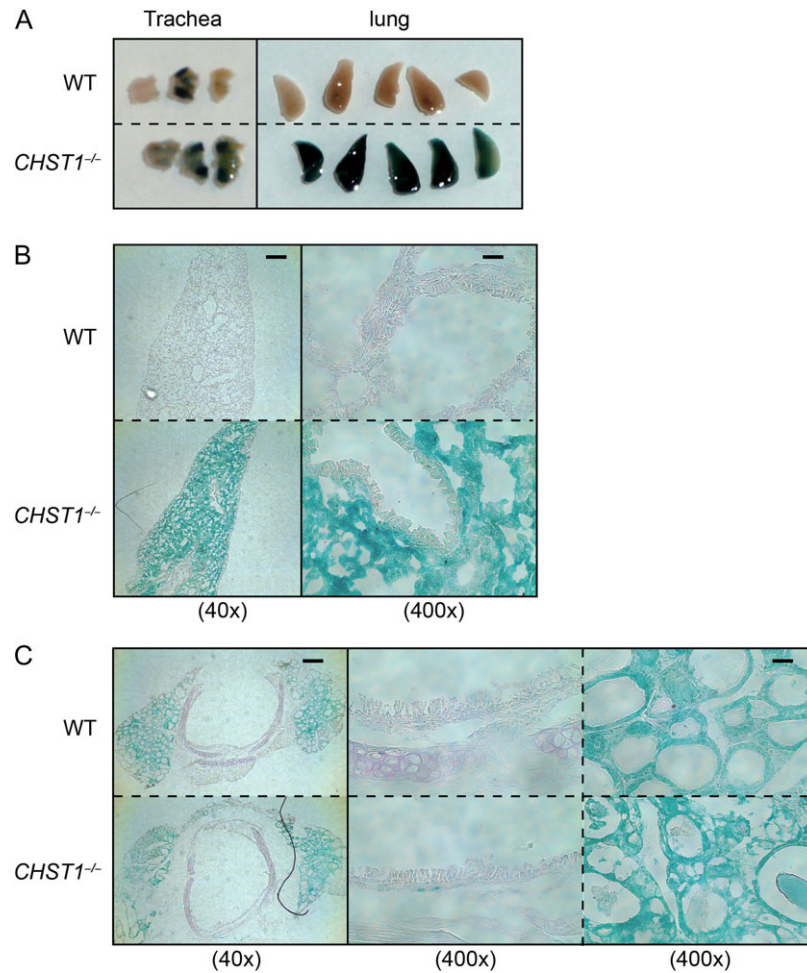 A
Trachea lung
WT
CHST1⁻/⁻
B
WT
CHST1⁻/⁻
(40x) (400x)
C
WT
CHST1⁻/⁻
(40x) (400x) (400x)